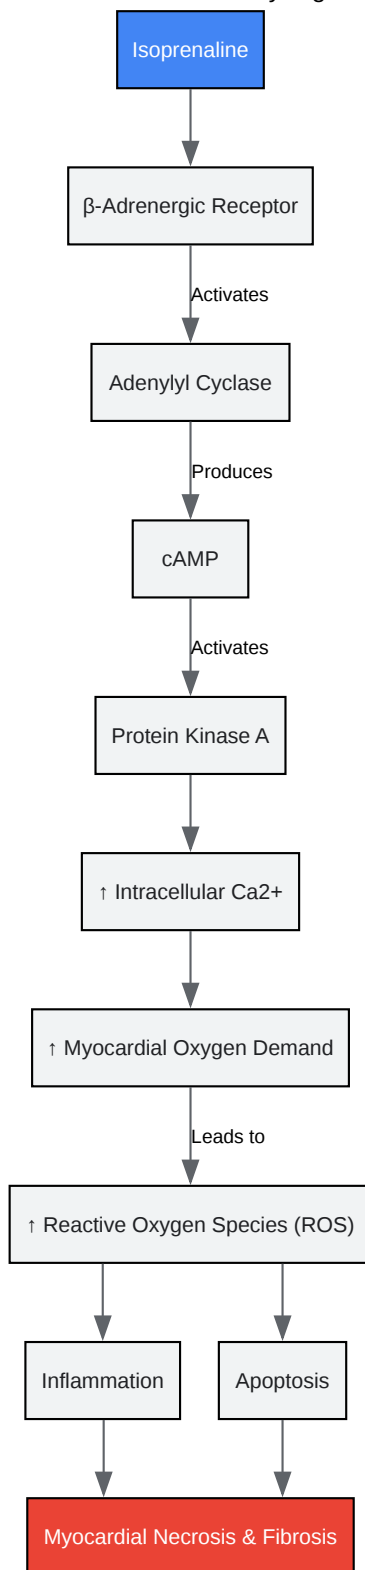 Isoprenaline
β-Adrenergic Receptor
Activates
Adenylyl Cyclase
Produces
cAMP
Activates
Protein Kinase A
↑ Intracellular Ca2+
↑ Myocardial Oxygen Demand
Leads to
↑ Reactive Oxygen Species (ROS)
Inflammation
Apoptosis
Myocardial Necrosis & Fibrosis